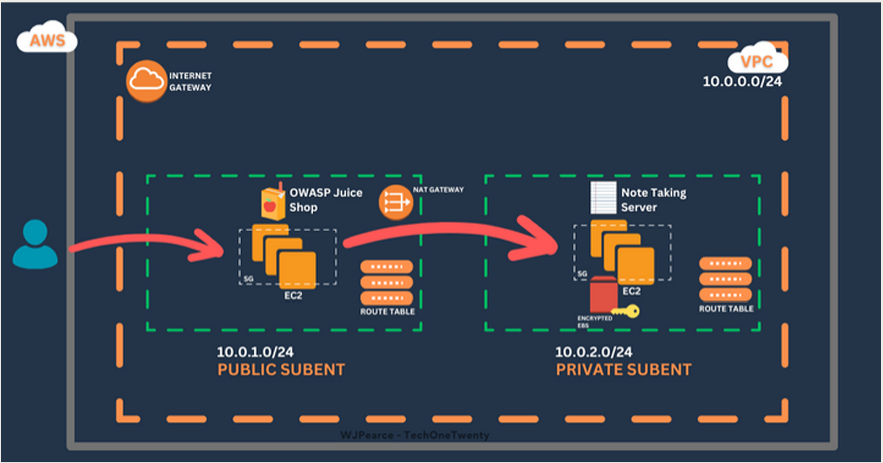 AWS
VPC
10.0.0.0/24
INTERNET
GATEWAY
OWASP Juice
Shop
NAT GATEWAY
Note Taking
Server
SG
EC2
ROUTE TABLE
SG
EC2
ENCRYPTED
EBS
ROUTE TABLE
10.0.1.0/24
PUBLIC SUBENT
10.0.2.0/24
PRIVATE SUBENT
WJPearce - TechOneTwenty